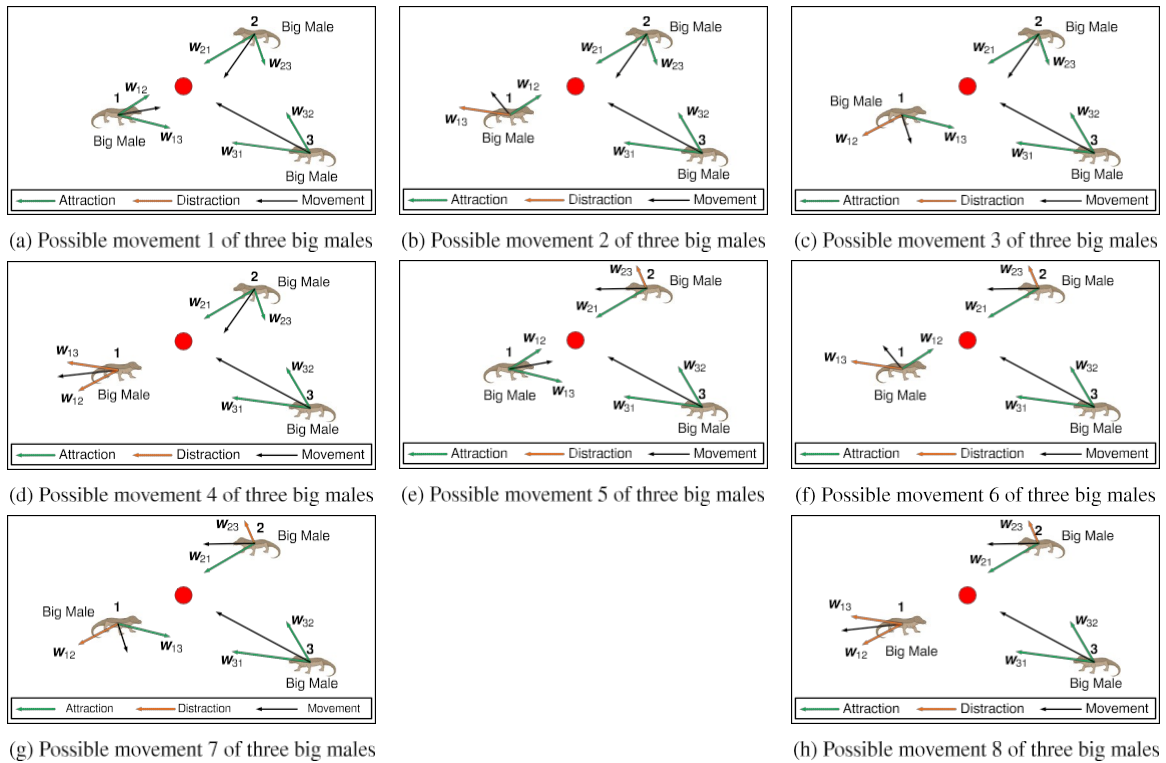 2 Big Male
w21
w23
w12
1
w13
Big Male
w32
3
w31
Big Male
Attraction Distraction Movement
(a) Possible movement 1 of three big males
2 Big Male
w21
w23
w12
1
w13
Big Male
w32
3
w31
Big Male
Attraction Distraction Movement
(b) Possible movement 2 of three big males
2 Big Male
w21
w23
Big Male 1
w12
w13
w32
3
w31
Big Male
Attraction Distraction Movement
(c) Possible movement 3 of three big males
2 Big Male
w21
w23
w13
1
w12
Big Male
w32
3
w31
Big Male
Attraction Distraction Movement
(d) Possible movement 4 of three big males
w23 2 Big Male
w21
w12
1
w13
Big Male
w32
3
w31
Big Male
Attraction Distraction Movement
(e) Possible movement 5 of three big males
w23 2 Big Male
w21
w12
1
w13
Big Male
w32
3
w31
Big Male
Attraction Distraction Movement
(f) Possible movement 6 of three big males
w23 2 Big Male
w21
Big Male 1
w12
w13
w32
3
w31
Big Male
Attraction Distraction Movement
(g) Possible movement 7 of three big males
w23 2 Big Male
w21
w13
1
w12
Big Male
w32
3
w31
Big Male
Attraction Distraction Movement
(h) Possible movement 8 of three big males